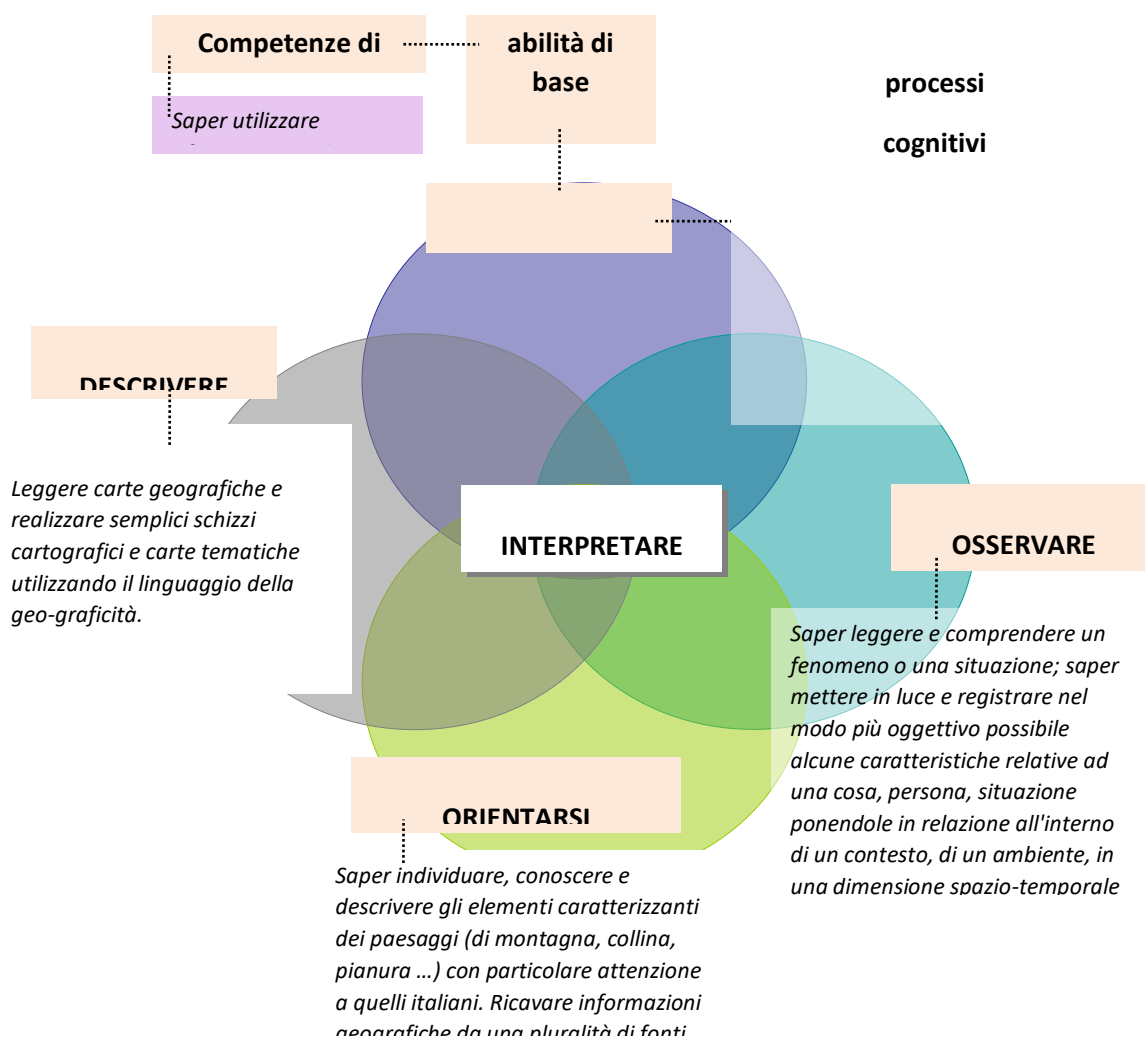 Competenze di
abilità di
base
processi
cognitivi
Saper utilizzare
DESCRIVERE
Leggere carte geografiche e
realizzare semplici schizzi
cartografici e carte tematiche
utilizzando il linguaggio della
geo-graficità.
INTERPRETARE
OSSERVARE
Saper leggere e comprendere un
fenomeno o una situazione; saper
mettere in luce e registrare nel
modo più oggettivo possibile
alcune caratteristiche relative ad
una cosa, persona, situazione
ponendole in relazione all'interno
di un contesto, di un ambiente, in
una dimensione spazio-temporale
ORIENTARSI
Saper individuare, conoscere e
descrivere gli elementi caratterizzanti
dei paesaggi (di montagna, collina,
pianura ...) con particolare attenzione
a quelli italiani. Ricavare informazioni
geografiche da una pluralità di fonti